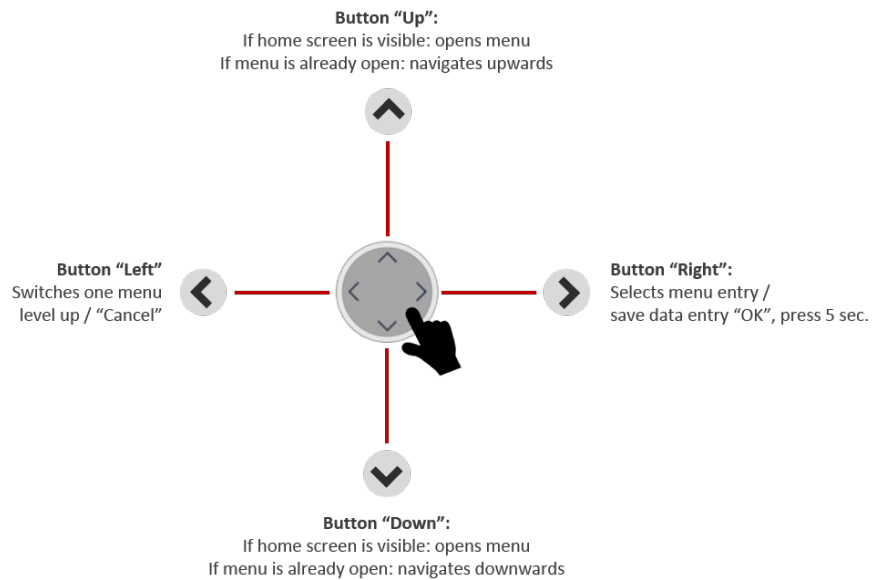 Button “Up”:
If home screen is visible: opens menu
If menu is already open: navigates upwards
Button “Left”
Switches one menu
level up / “Cancel”
Button “Right”:
Selects menu entry /
save data entry “OK”, press 5 sec.
Button “Down”:
If home screen is visible: opens menu
If menu is already open: navigates downwards